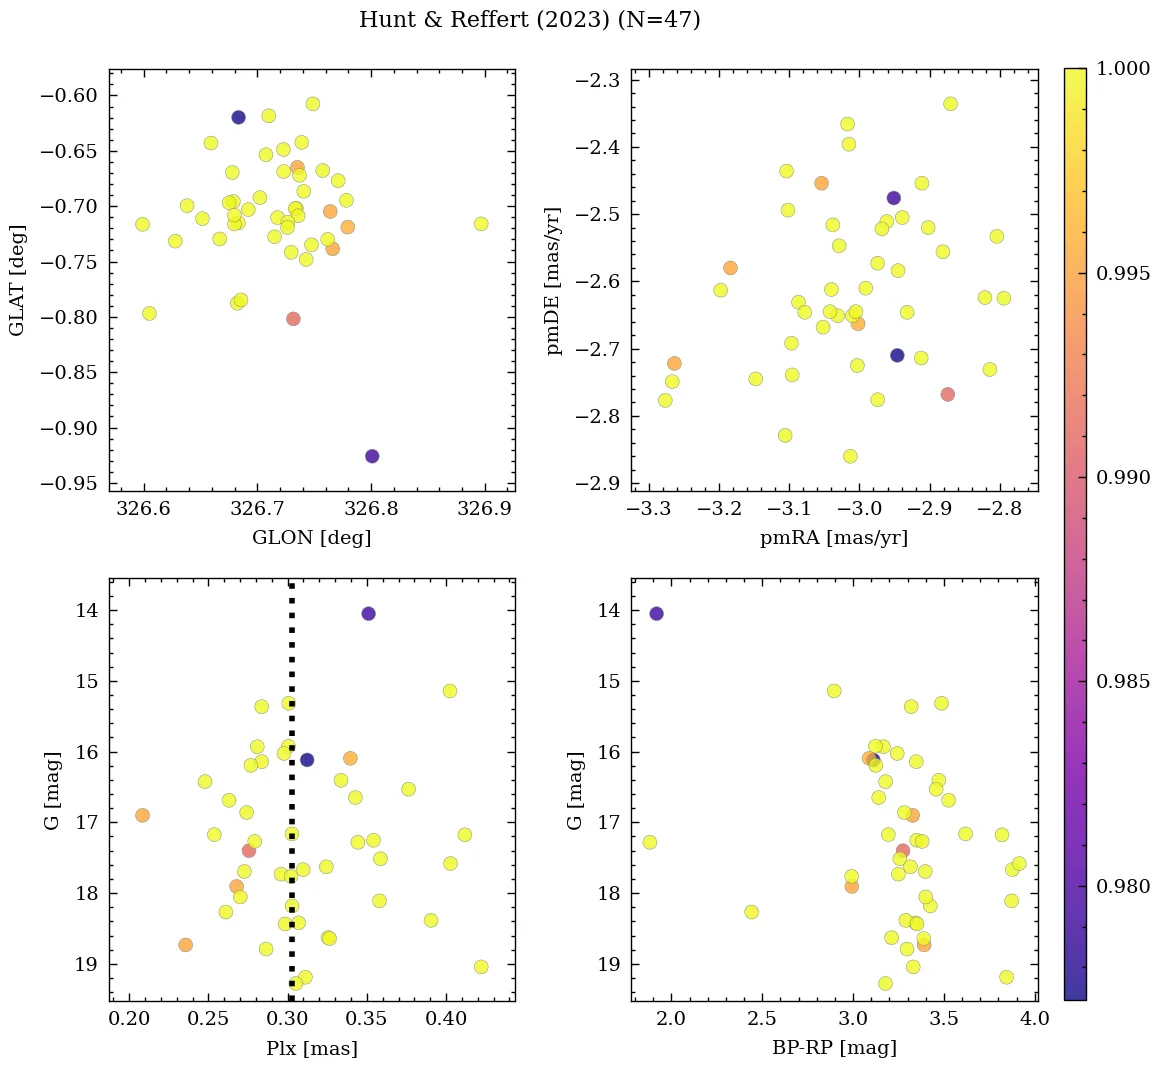 Hunt & Reffert (2023) (N=47)
−0.60
−0.65
−0.70
−0.75
−0.80
−0.85
−0.90
−0.95
GLAT [deg]
326.6 326.7 326.8 326.9
GLON [deg]
−2.3
−2.4
−2.5
−2.6
−2.7
−2.8
−2.9
pmDE [mas/yr]
−3.3 −3.2 −3.1 −3.0 −2.9 −2.8
pmRA [mas/yr]
14
15
16
17
18
19
G [mag]
0.20 0.25 0.30 0.35 0.40
Plx [mas]
14
15
16
17
18
19
G [mag]
2.0 2.5 3.0 3.5 4.0
BP-RP [mag]
1.000
0.995
0.990
0.985
0.980